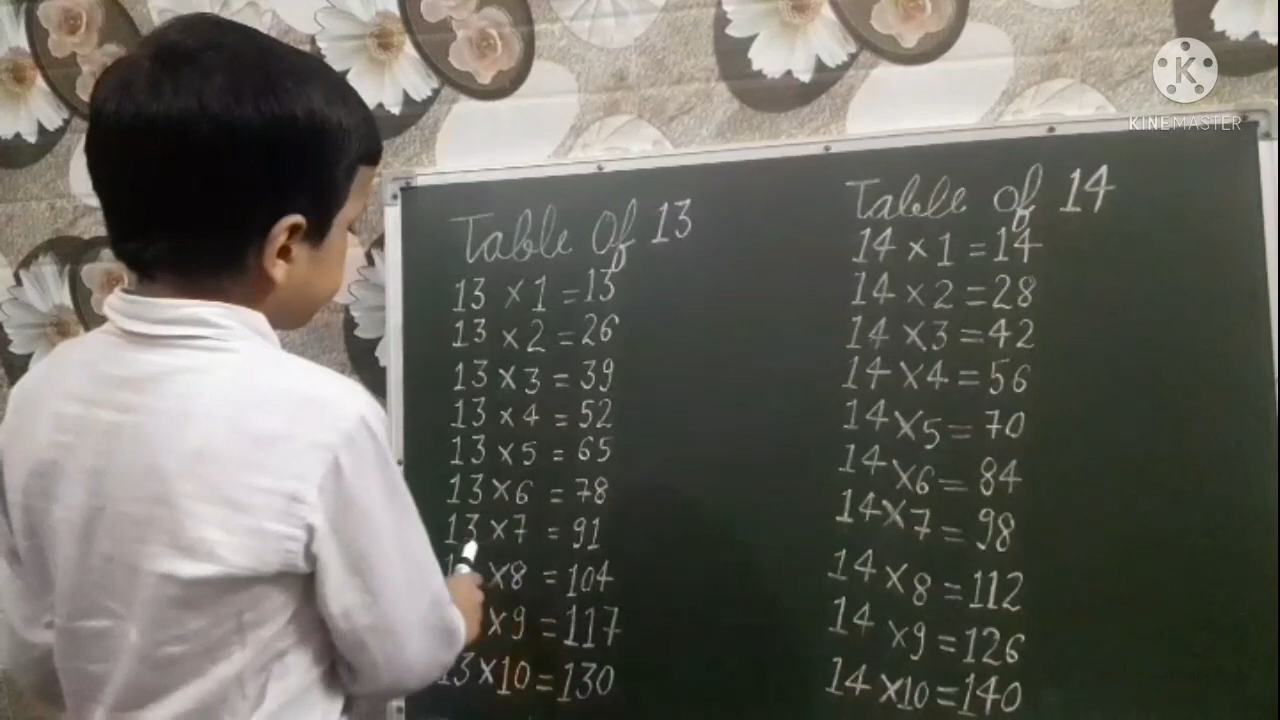 KINEMASTER
Table Of 13
13 × 1 = 13
13 × 2 = 26
13 × 3 = 39
13 × 4 = 52
13 × 5 = 65
13 × 6 = 78
13 × 7 = 91
× 8 = 104
× 9 = 117
13 × 10 = 130
Table of 14
14 × 1 = 14
14 × 2 = 28
14 × 3 = 42
14 × 4 = 56
14 × 5 = 70
14 × 6 = 84
14 × 7 = 98
14 × 8 = 112
14 × 9 = 126
14 × 10 = 140